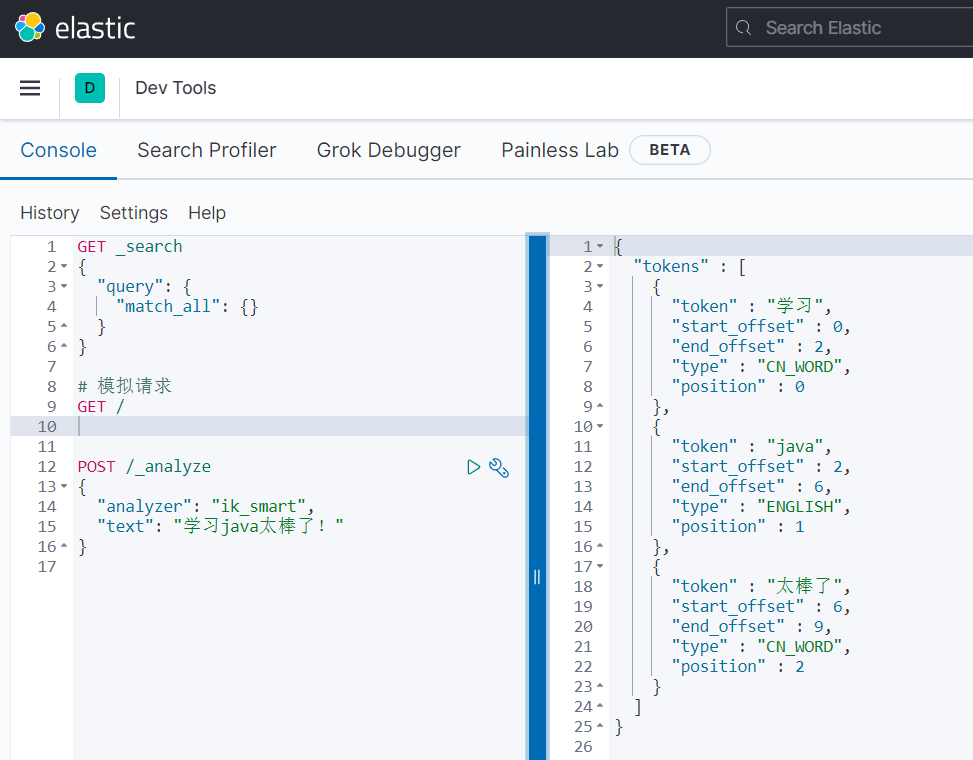 elastic
Search Elastic
D
Dev Tools
Console
Search Profiler
Grok Debugger
Painless Lab
BETA
History
Settings
Help
1 GET _search
2 {
3 "query": {
4 "match_all": {}
5 }
6 }
7
8 # 模拟请求
9 GET /
10
11
12 POST /_analyze
13 {
14 "analyzer": "ik_smart",
15 "text": "学习java太棒了！"
16 }
17
1 {
2 "tokens" : [
3 {
4 "token" : "学习",
5 "start_offset" : 0,
6 "end_offset" : 2,
7 "type" : "CN_WORD",
8 "position" : 0
9 },
10 {
11 "token" : "java",
12 "start_offset" : 2,
13 "end_offset" : 6,
14 "type" : "ENGLISH",
15 "position" : 1
16 },
17 {
18 "token" : "太棒了",
19 "start_offset" : 6,
20 "end_offset" : 9,
21 "type" : "CN_WORD",
22 "position" : 2
23 }
24 ]
25 }
26